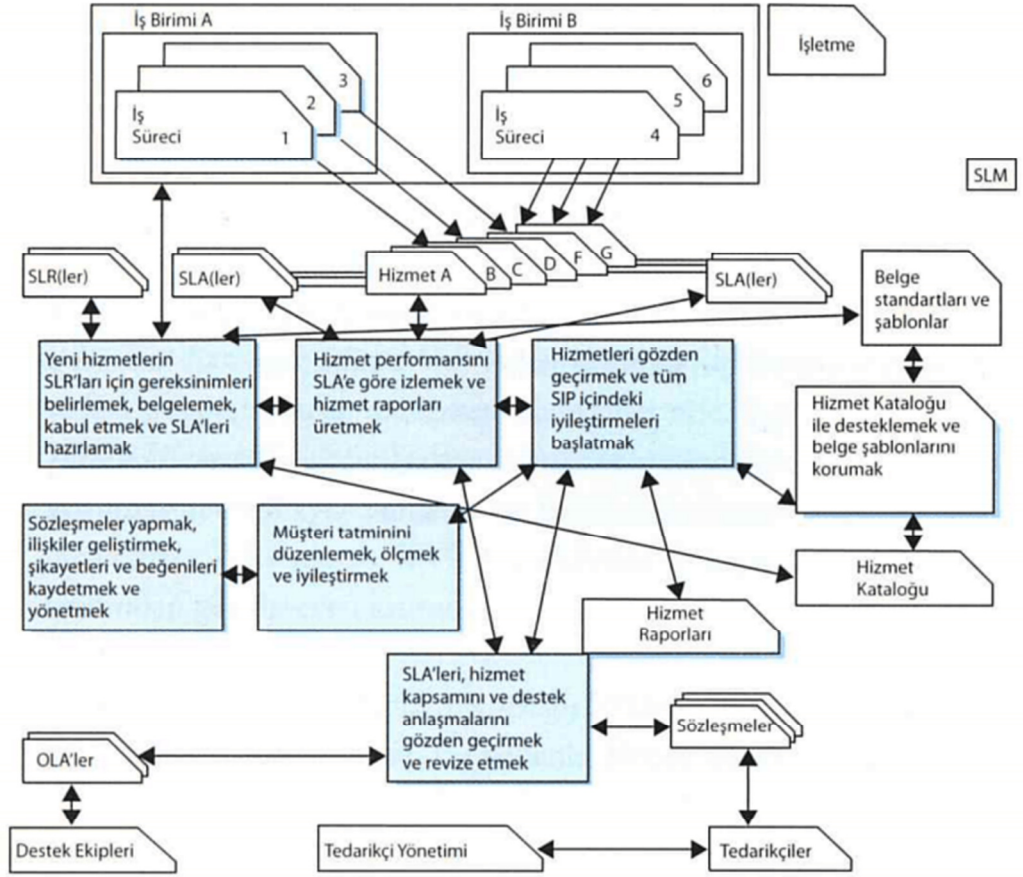 İş Birimi A
İş Birimi B
İşletme
3
2
İş
Süreci
1
6
5
İş
Süreci
4
SLM
SLR(ler)
SLA(ler)
Hizmet A
B
C
D
F
G
SLA(ler)
Belge
standartları ve
şablonlar
Yeni hizmetlerin
SLR'ları için gereksinimleri
belirlemek, belgelemek,
kabul etmek ve SLA'leri
hazırlamak
Hizmet performansını
SLA'e göre izlemek ve
hizmet raporları
üretmek
Hizmetleri gözden
geçirmek ve tüm
SIP içindeki
iyileştirmeleri
başlatmak
Hizmet Kataloğu
ile desteklemek ve
belge şablonlarını
korumak
Sözleşmeler yapmak,
ilişkiler geliştirmek,
şikayetleri ve beğenileri
kaydetmek ve
yönetmek
Müşteri tatminini
düzenlemek, ölçmek
ve iyileştirmek
Hizmet
Kataloğu
Hizmet
Raporları
SLA'leri, hizmet
kapsamını ve destek
anlaşmalarını
gözden geçirmek
ve revize etmek
Sözleşmeler
OLA'ler
Destek Ekipleri
Tedarikçi Yönetimi
Tedarikçiler